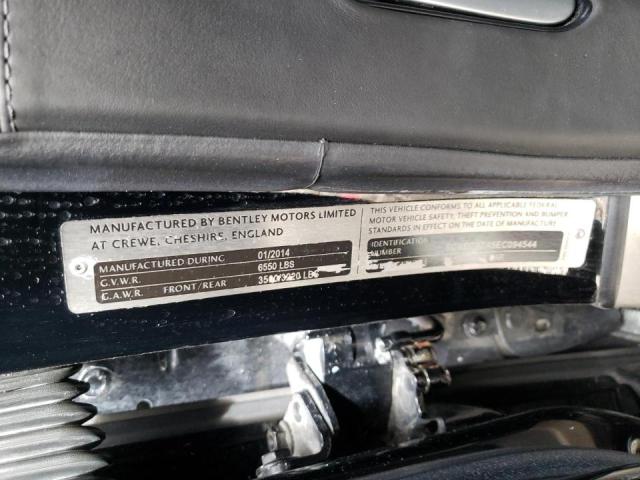 MANUFACTURED BY BENTLEY MOTORS LIMITED
AT CREWE, CHESHIRE, ENGLAND
MANUFACTURED DURING 01/2014
G.V.W.R. 6550 LBS
G.A.W.R. FRONT/REAR LBS
THIS VEHICLE CONFORMS TO ALL APPLICABLE FEDERAL
MOTOR VEHICLE SAFETY, THEFT PREVENTION AND BUMPER
STANDARDS IN EFFECT ON THE DATE OF MANUFACTURE
IDENTIFICATION
NUMBER